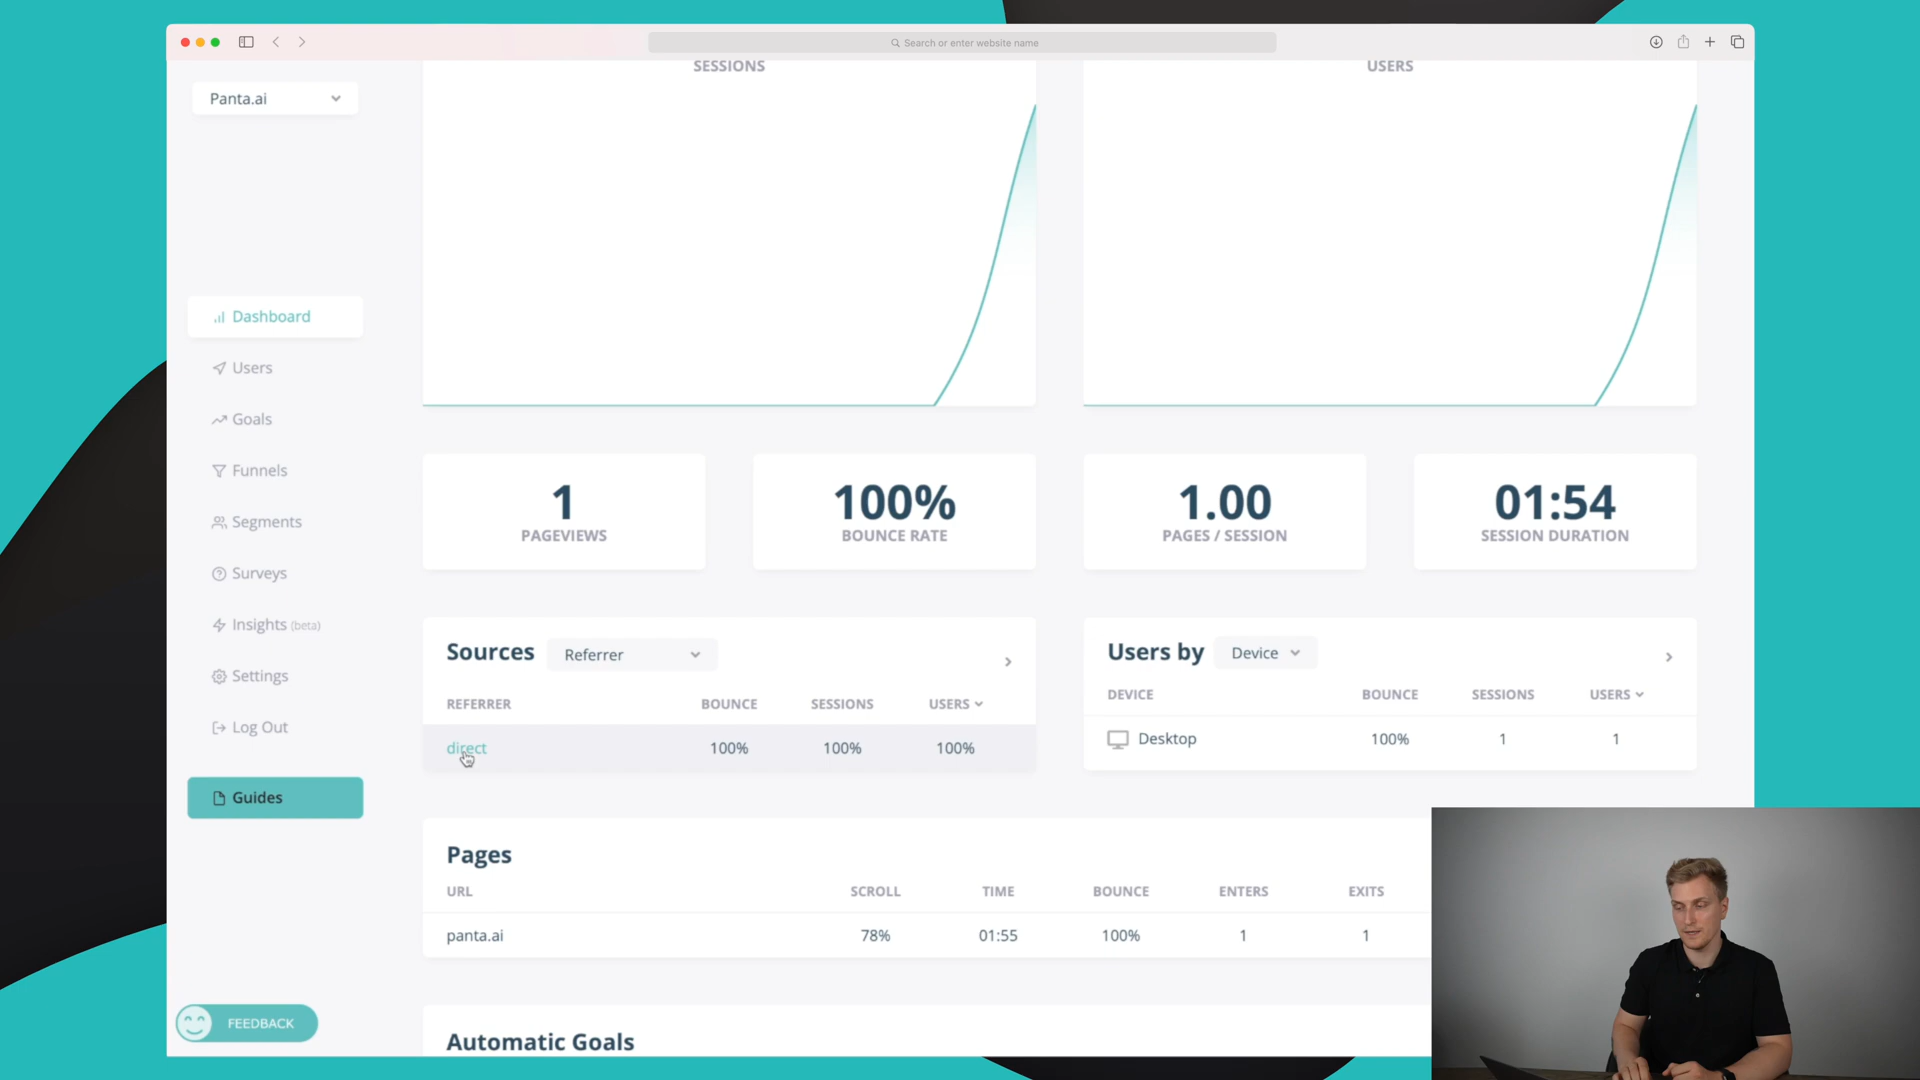 Search or enter website name
Panta.ai
Dashboard
Users
Goals
Funnels
Segments
Surveys
Insights (beta)
Settings
Log Out
Guides
FEEDBACK
SESSIONS
USERS
1
PAGEVIEWS
100%
BOUNCE RATE
1.00
PAGES / SESSION
01:54
SESSION DURATION
Sources Referrer
REFERRER BOUNCE SESSIONS USERS
direct 100% 100% 100%
Users by Device
DEVICE BOUNCE SESSIONS USERS
Desktop 100% 1 1
Pages
URL SCROLL TIME BOUNCE ENTERS EXITS
panta.ai 78% 01:55 100% 1 1
Automatic Goals